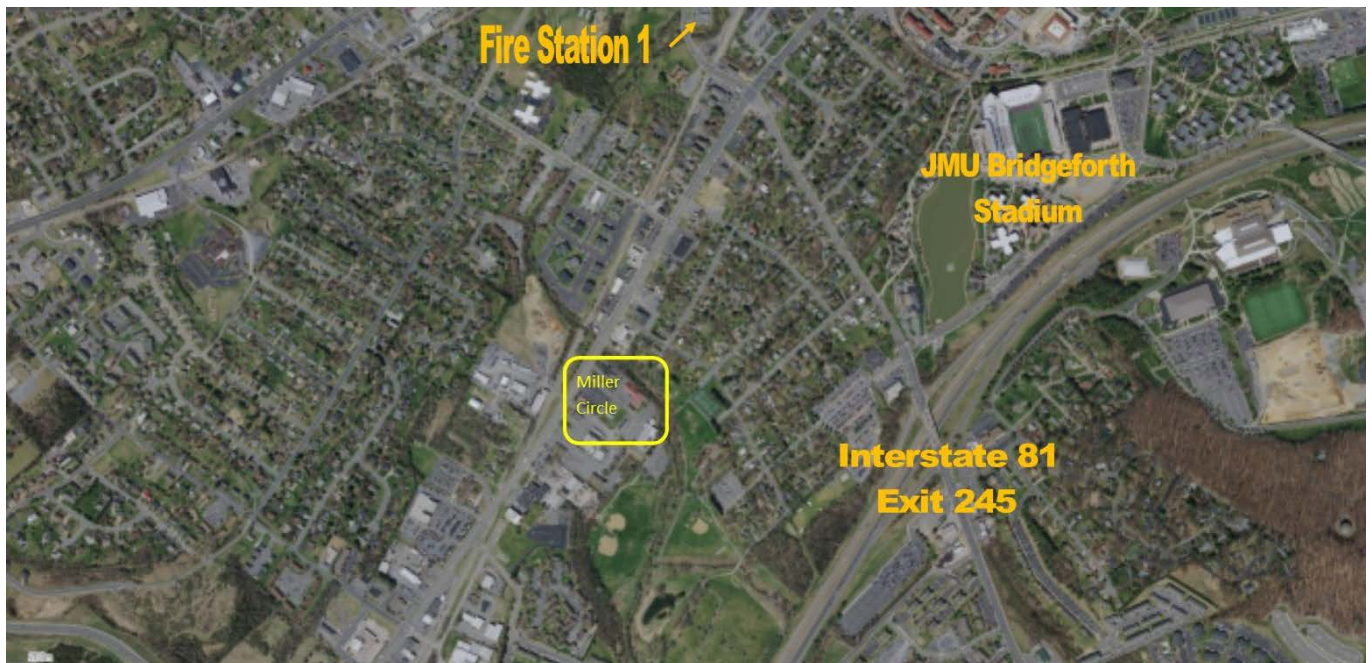 Fire Station 1
JMU Bridgeforth
Stadium
Miller
Circle
Interstate 81
Exit 245